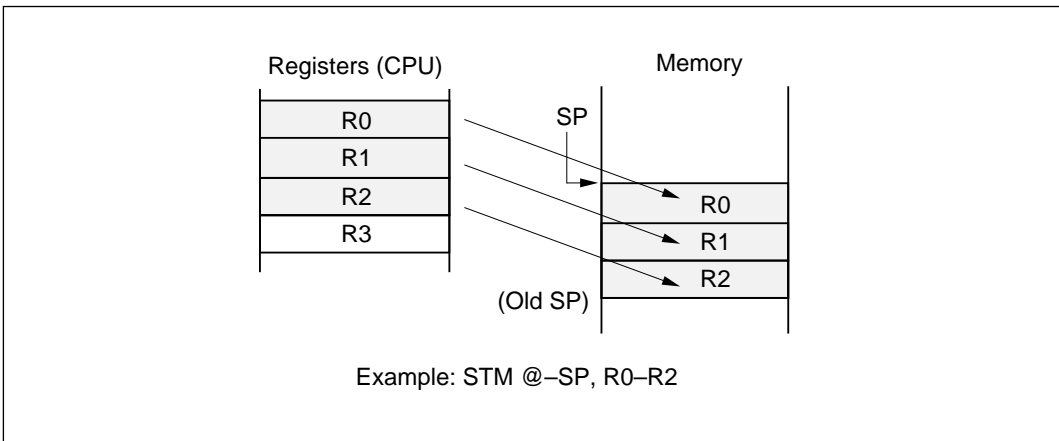 Registers (CPU)
Memory
R0
R1
R2
R3
SP
R0
R1
R2
(Old SP)
Example: STM @–SP, R0–R2